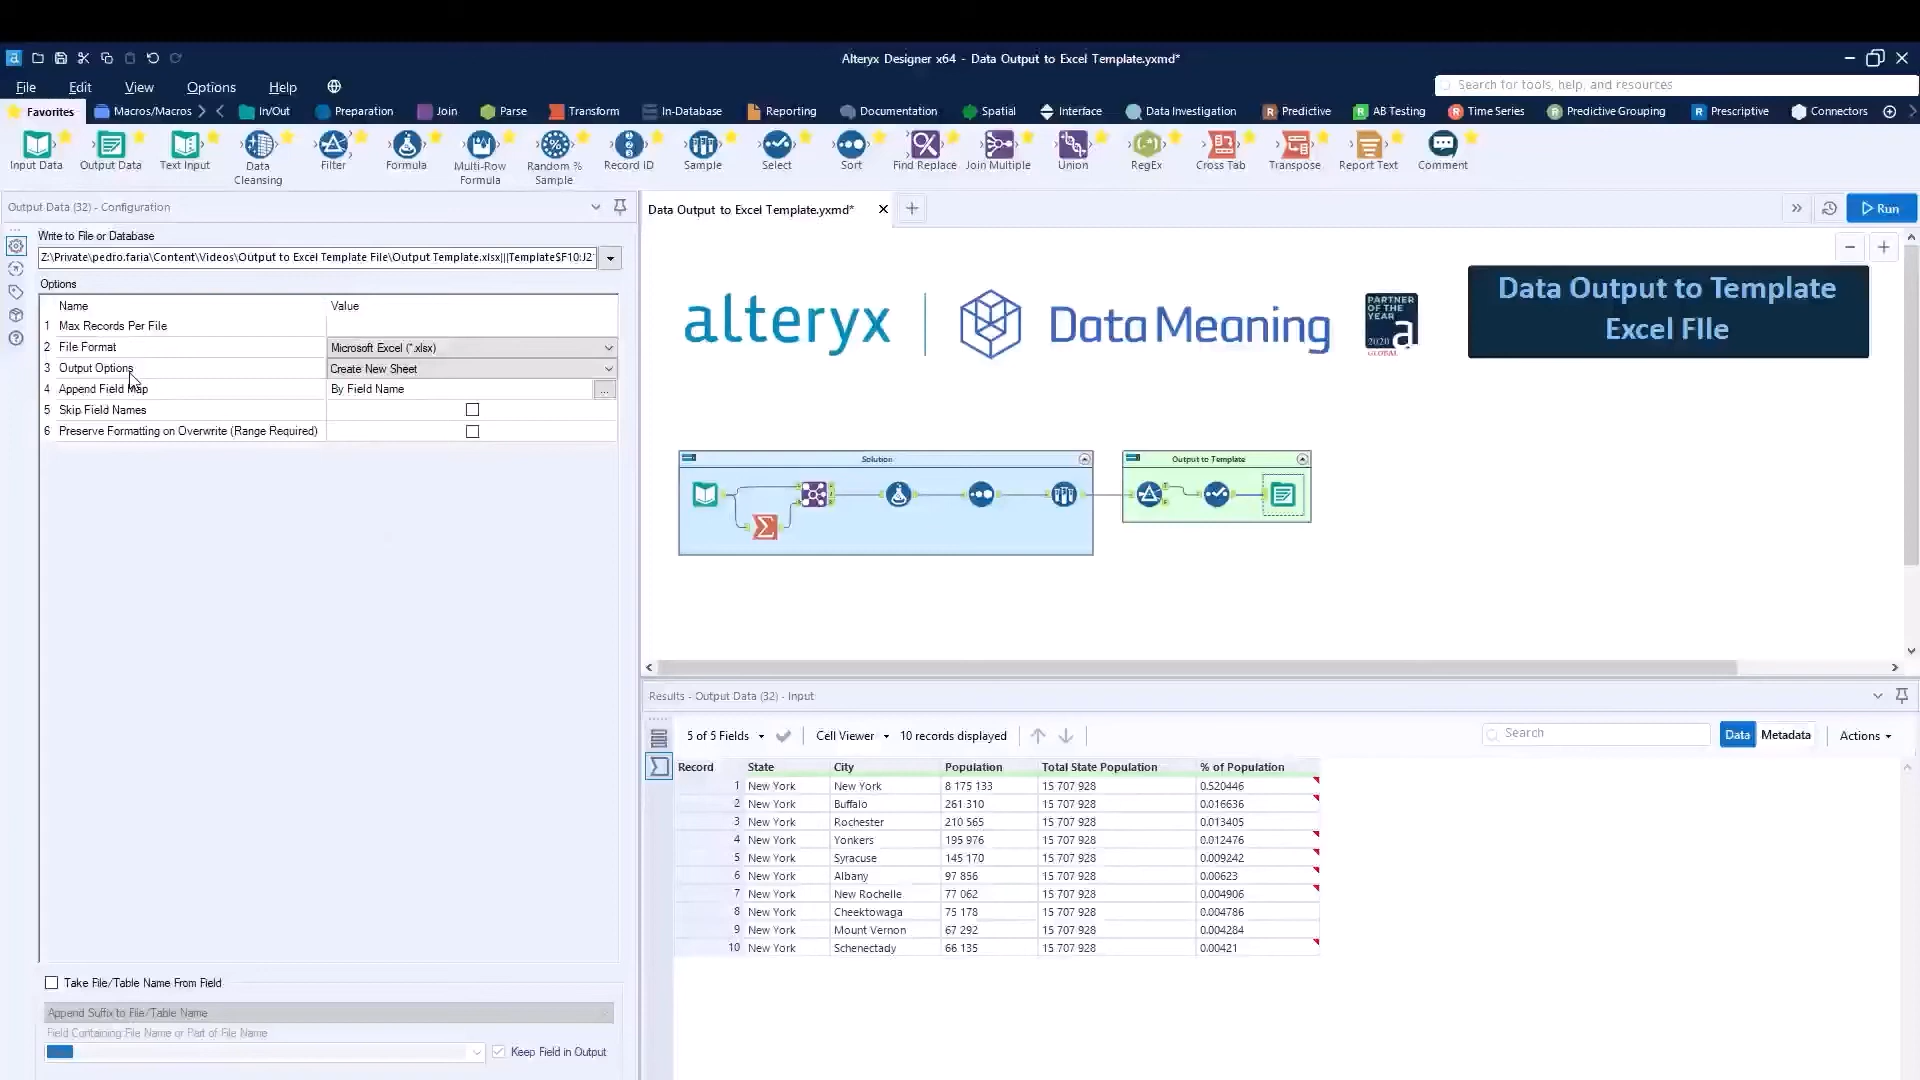 Alteryx Designer x64 - Data Output to Excel Template.yxmd*
File Edit View Options Help
Search for tools, help, and resources
Favorites Macros/Macros In/Out Preparation Join Parse Transform In-Database Reporting Documentation Spatial Interface Data Investigation Predictive AB Testing Time Series Predictive Grouping Prescriptive Connectors
Input Data Output Data Text Input Data Cleansing Filter Formula Multi-Row Formula Random % Sample Record ID Sample Select Sort Find Replace Join Multiple Union RegEx Cross Tab Transpose Report Text Comment
Output Data (32) - Configuration
Data Output to Excel Template.yxmd*
Run
Write to File or Database
Z:\Private\pedro.faria\Content\Videos\Output to Excel Template File\Output Template.xlsx|||Template$F10:J2
Options
Name Value
1 Max Records Per File
2 File Format Microsoft Excel (*.xlsx)
3 Output Options Create New Sheet
4 Append Field Map By Field Name ...
5 Skip Field Names
6 Preserve Formatting on Overwrite (Range Required)
Take File/Table Name From Field
Append Suffix to File/Table Name
Field Containing File Name or Part of File Name
Keep Field in Output
alteryx
Data Meaning
PARTNER
OF THE
YEAR
2020
a
GLOBAL
Data Output to Template
Excel FIle
Solution
Output to Template
Results - Output Data (32) - Input
5 of 5 Fields Cell Viewer 10 records displayed Search Data Metadata Actions
Record State City Population Total State Population % of Population
1 New York New York 8 175 133 15 707 928 0.520446
2 New York Buffalo 261 310 15 707 928 0.016636
3 New York Rochester 210 565 15 707 928 0.013405
4 New York Yonkers 195 976 15 707 928 0.012476
5 New York Syracuse 145 170 15 707 928 0.009242
6 New York Albany 97 856 15 707 928 0.00623
7 New York New Rochelle 77 062 15 707 928 0.004906
8 New York Cheektowaga 75 178 15 707 928 0.004786
9 New York Mount Vernon 67 292 15 707 928 0.004284
10 New York Schenectady 66 135 15 707 928 0.00421